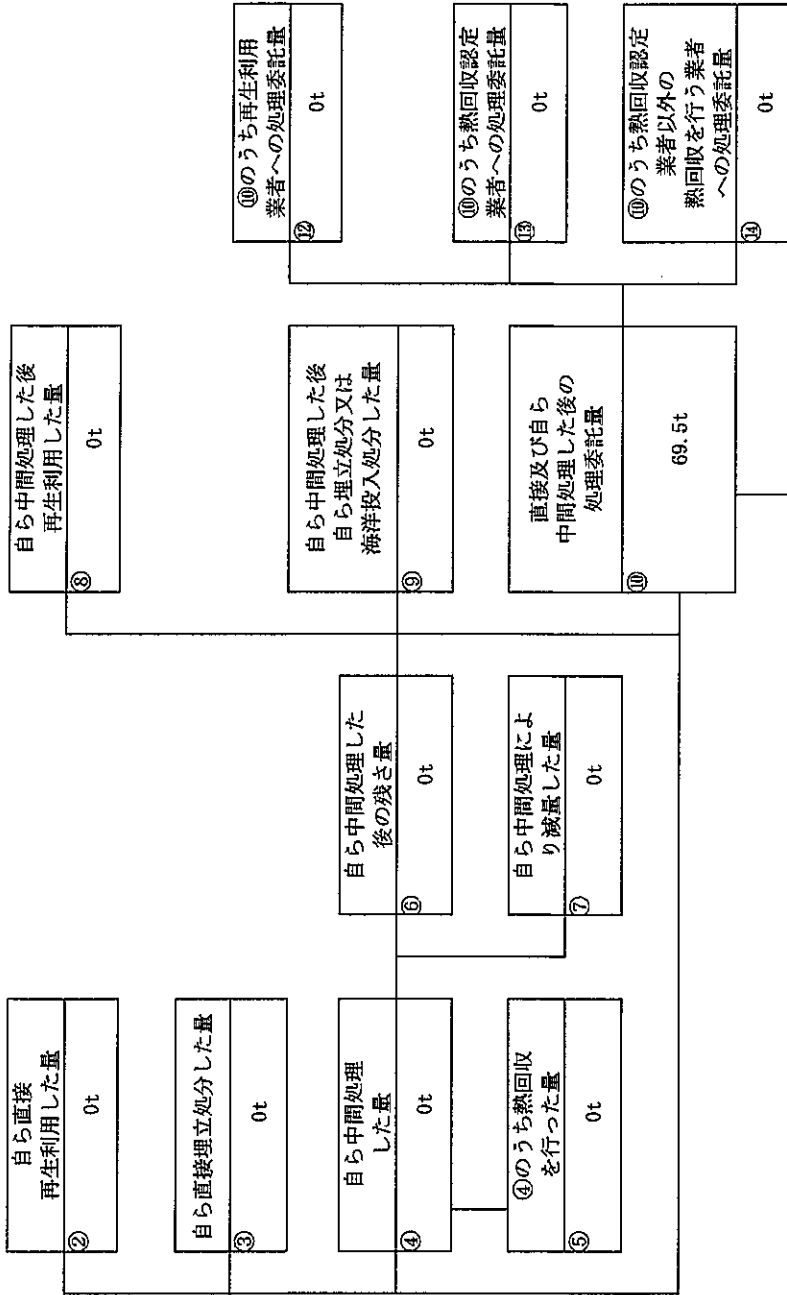 自ら直接
再生利用した量
②
0t
自ら直接埋立処分した量
③
0t
自ら中間処理
した量
④
0t
④のうち熱回収
を行った量
⑤
0t
自ら中間処理した
後の残さ量
⑥
0t
自ら中間処理によ
り減量した量
⑦
0t
自ら中間処理した後
再生利用した量
⑧
0t
自ら中間処理した後
自ら埋立処分又は
海洋投入処分した量
⑨
0t
直接及び自ら
中間処理した後の
処理委託量
⑩
69.5t
⑩のうち再生利用
業者への処理委託量
⑫
0t
⑩のうち熱回収認定
業者への処理委託量
⑬
0t
⑩のうち熱回収認定
業者以外の
熱回収を行う業者
への処理委託量
⑭
0t